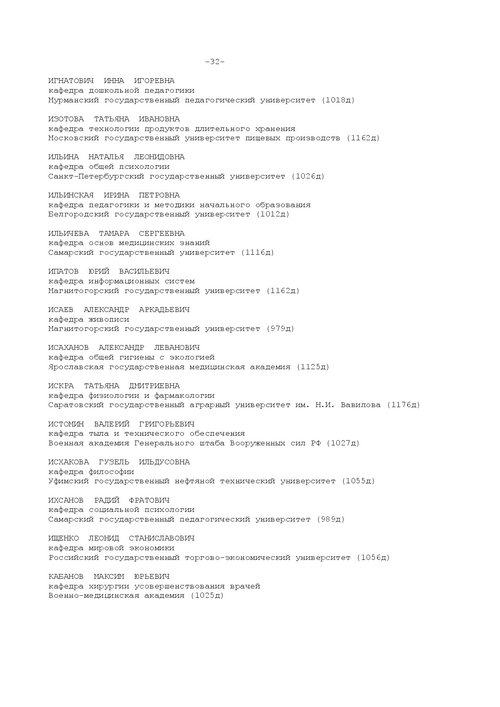 -32-
ИГНАТОВИЧ ИННА ИГОРЕВНА
кафедра дошкольной педагогики
Мурманский государственный педагогический университет (1018д)
ИЗОТОВА ТАТЬЯНА ИВАНОВНА
кафедра технологии продуктов длительного хранения
Московский государственный университет пищевых производств (1162д)
ИЛЬИНА НАТАЛЬЯ ЛЕОНИДОВНА
кафедра общей психологии
Санкт-Петербургский государственный университет (1026д)
ИЛЬИНСКАЯ ИРИНА ПЕТРОВНА
кафедра педагогики и методики начального образования
Белгородский государственный университет (1012д)
ИЛЬИЧЕВА ТАМАРА СЕРГЕЕВНА
кафедра основ медицинских знаний
Самарский государственный университет (1116д)
ИПАТОВ ЮРИЙ ВАСИЛЬЕВИЧ
кафедра информационных систем
Магнитогорский государственный университет (1162д)
ИСАЕВ АЛЕКСАНДР АРКАДЬЕВИЧ
кафедра живописи
Магнитогорский государственный университет (979д)
ИСАХАНОВ АЛЕКСАНДР ЛЕВАНОВИЧ
кафедра общей гигиены с экологией
Ярославская государственная медицинская академия (1125д)
ИСКРА ТАТЬЯНА ДМИТРИЕВНА
кафедра физиологии и фармакологии
Саратовский государственный аграрный университет им. Н.И. Вавилова (1176д)
ИСТОМИН ВАЛЕРИЙ ГРИГОРЬЕВИЧ
кафедра тыла и технического обеспечения
Военная академия Генерального штаба Вооруженных сил РФ (1027д)
ИСХАКОВА ГУЗЕЛЬ ИЛЬДУСОВНА
кафедра философии
Уфимский государственный нефтяной технический университет (1055д)
ИХСАНОВ РАДИЙ ФРАТОВИЧ
кафедра социальной психологии
Самарский государственный педагогический университет (989д)
ИЩЕНКО ЛЕОНИД СТАНИСЛАВОВИЧ
кафедра мировой экономики
Российский государственный торгово-экономический университет (1056д)
КАБАНОВ МАКСИМ ЮРЬЕВИЧ
кафедра хирургии усовершенствования врачей
Военно-медицинская академия (1025д)